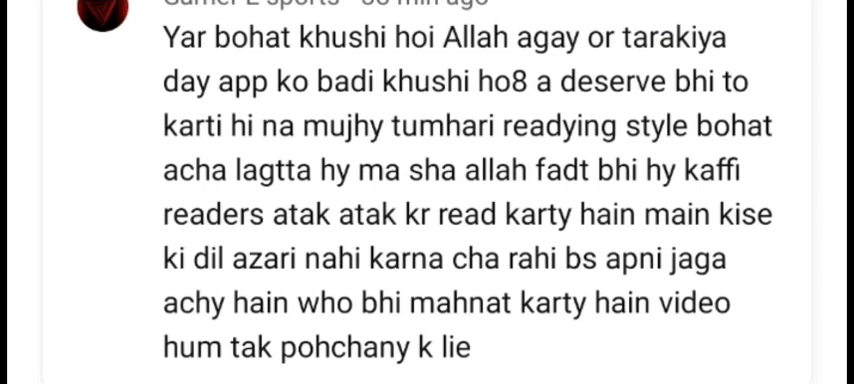 Yar bohat khushi hoi Allah agay or tarakiya
day app ko badi khushi ho8 a deserve bhi to
karti hi na mujhy tumhari readying style bohat
acha lagtta hy ma sha allah fadt bhi hy kaffi
readers atak atak kr read karty hain main kise
ki dil azari nahi karna cha rahi bs apni jaga
achy hain who bhi mahnat karty hain video
hum tak pohchany k lie